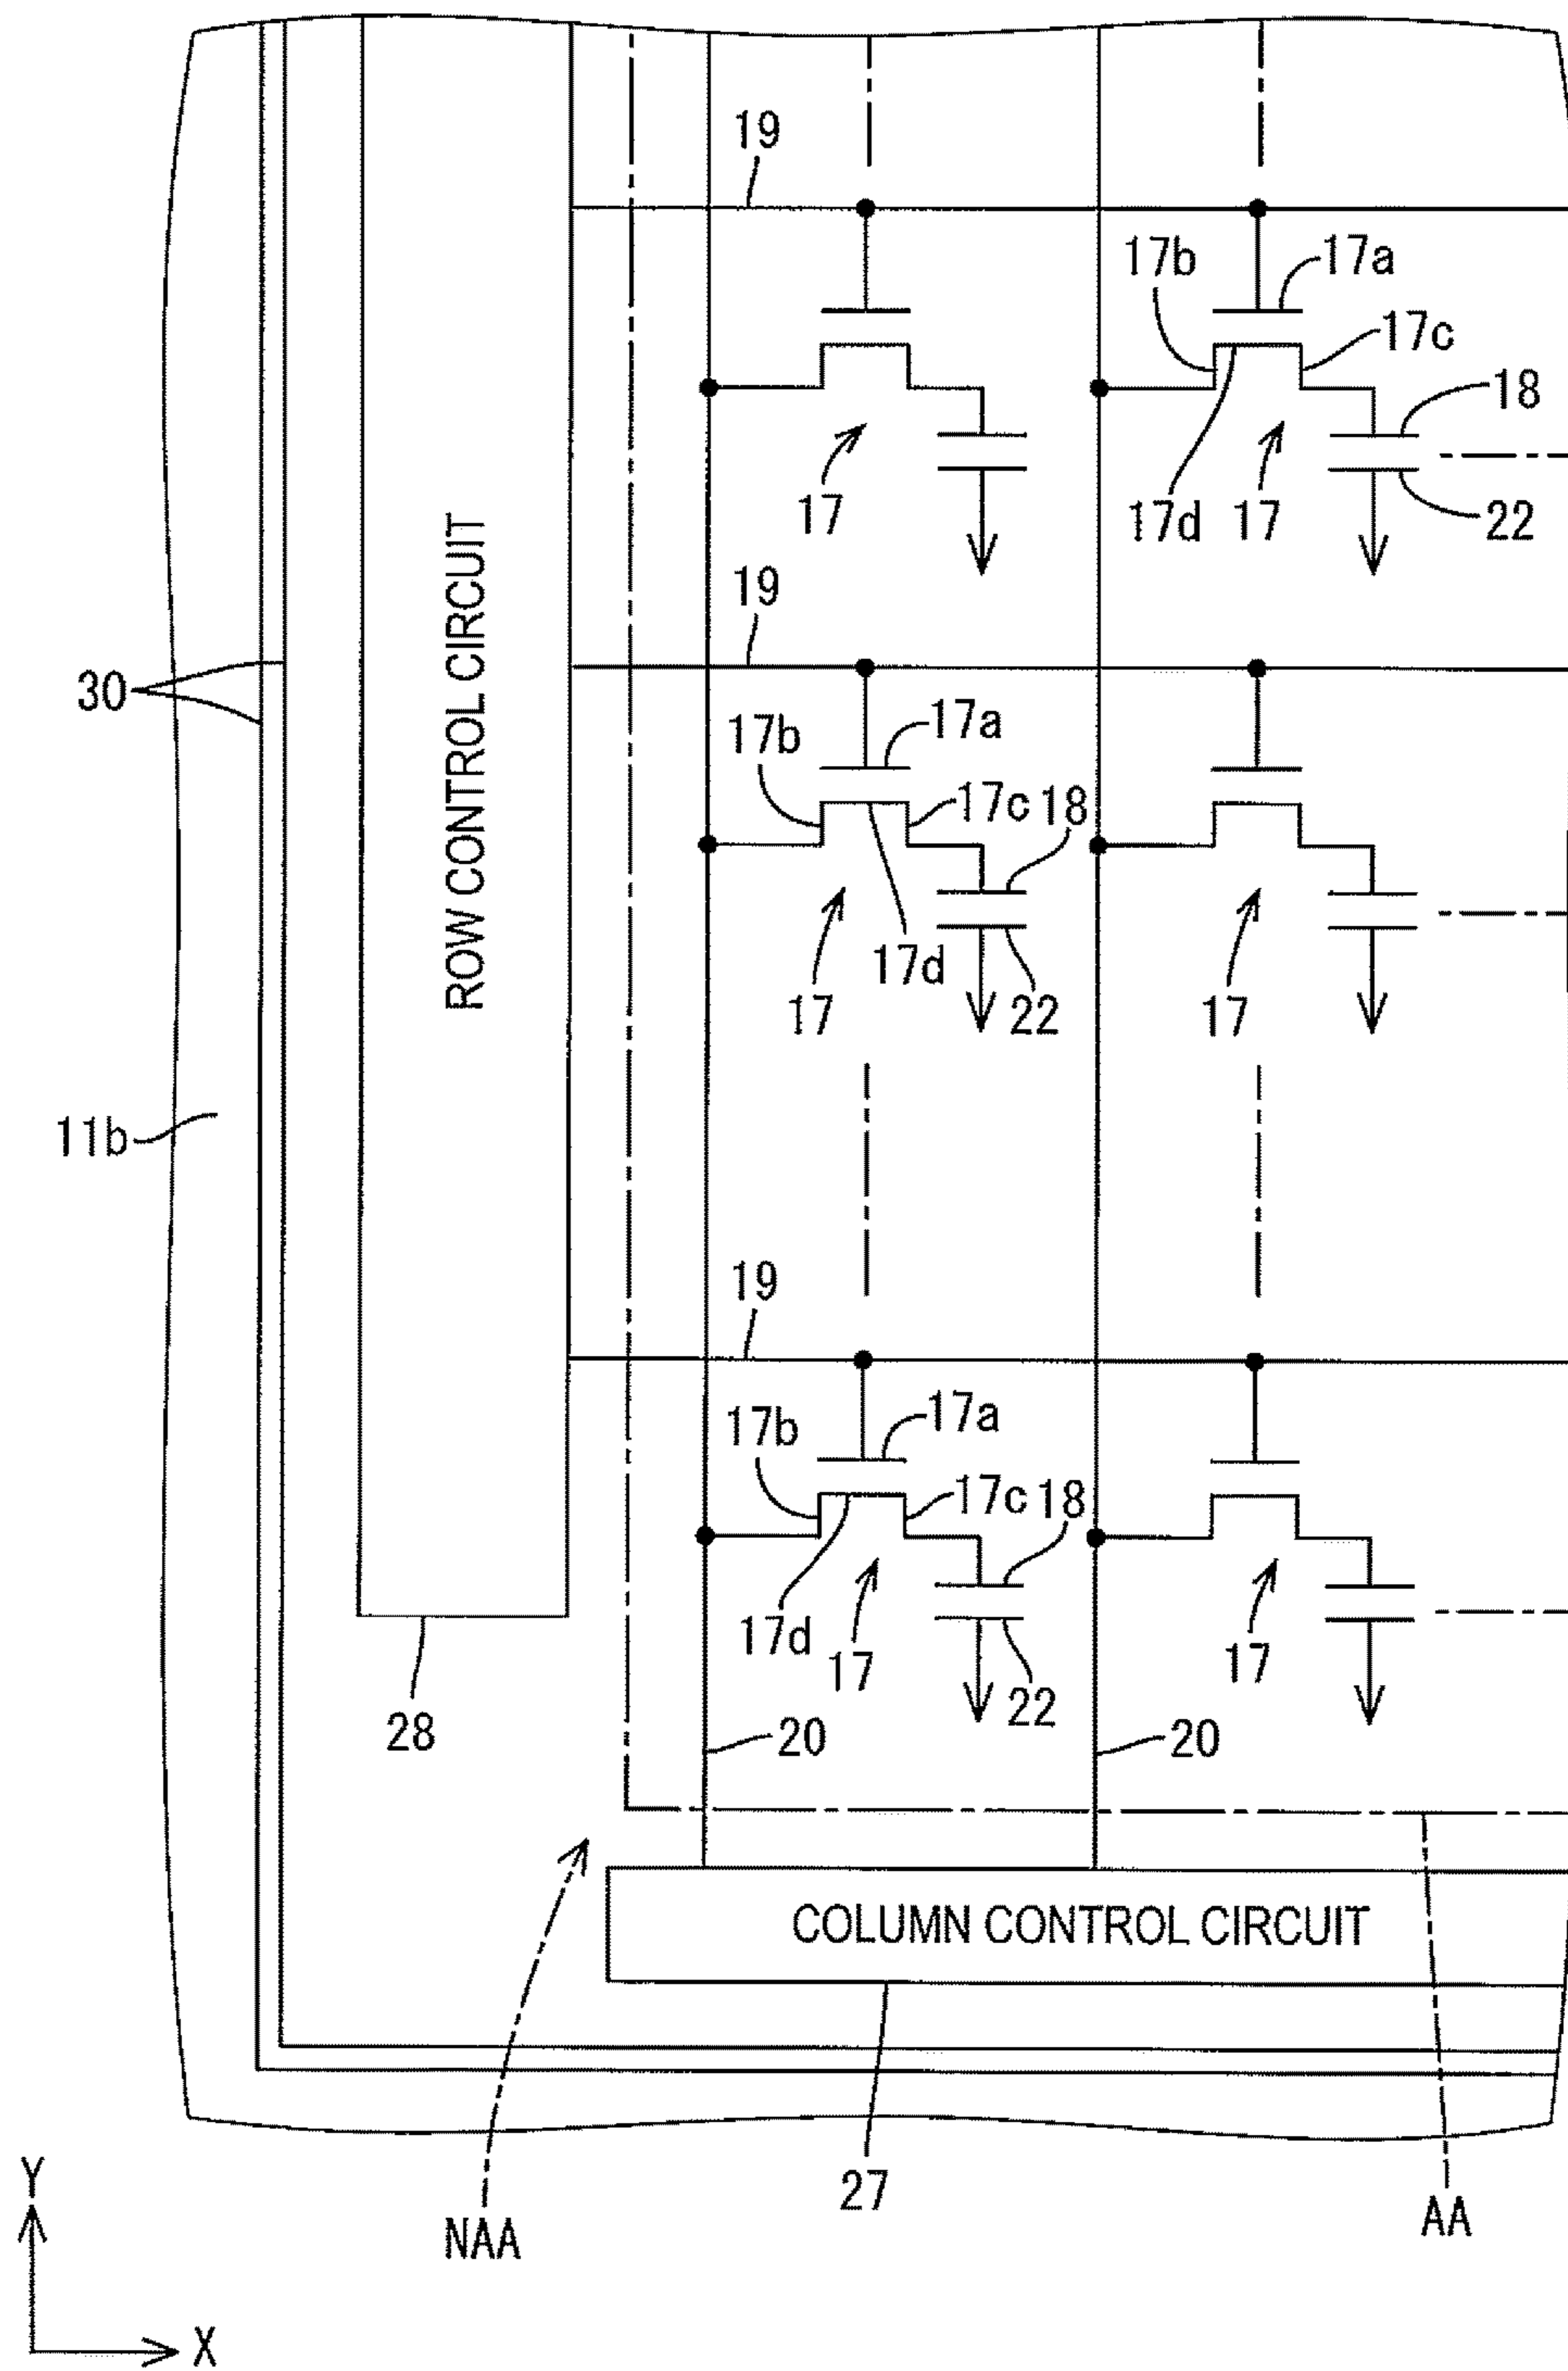 19
17b
17a
17c
18
17
17d
17
22
ROW CONTROL CIRCUIT
19
30
17b
17a
17c
18
17d
17
22
17
11b
19
17b
17a
17c
18
17d
17
22
17
28
20
20
COLUMN CONTROL CIRCUIT
27
NAA
AA
Y
X